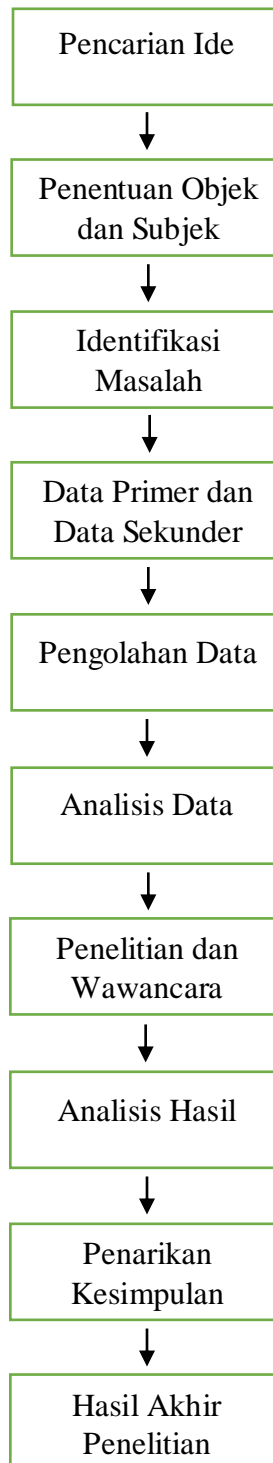 Pencarian Ide
Penentuan Objek
dan Subjek
Identifikasi
Masalah
Data Primer dan
Data Sekunder
Pengolahan Data
Analisis Data
Penelitian dan
Wawancara
Analisis Hasil
Penarikan
Kesimpulan
Hasil Akhir
Penelitian